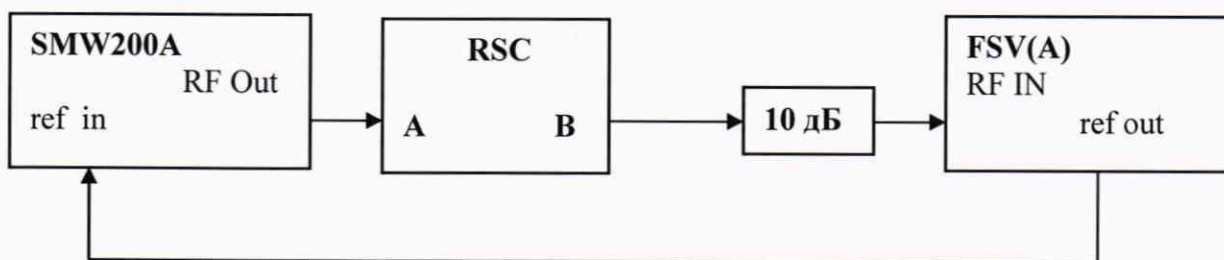 SMW200A
RF Out
ref in
RSC
A B
10 дБ
FSV(A)
RF IN
ref out